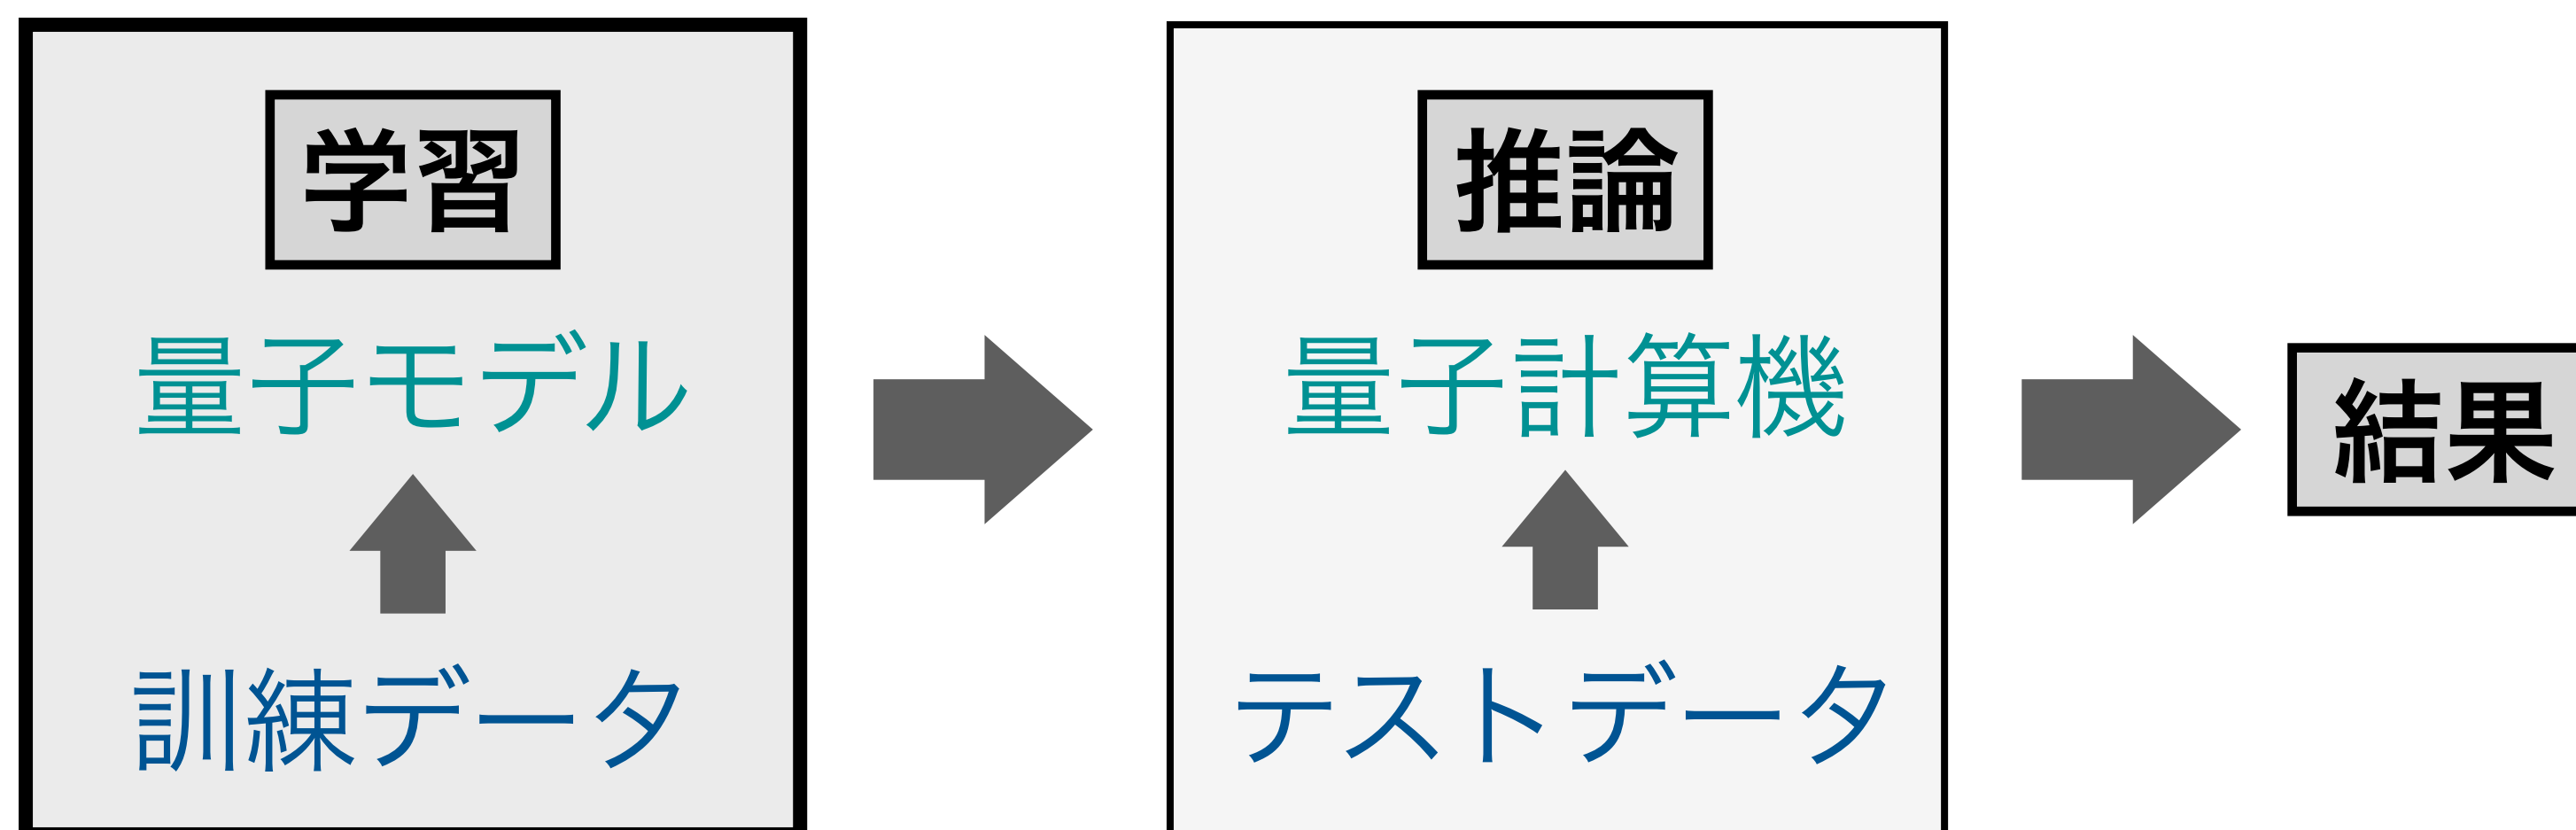 学習
量子モデル
訓練データ
推論
量子計算機
テストデータ
結果